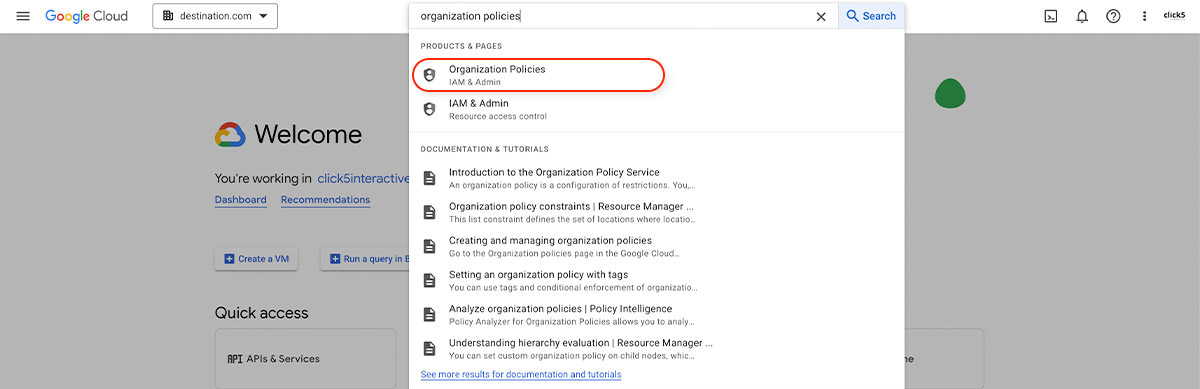 Google Cloud
destination.com
organization policies
Search
click5
PRODUCTS & PAGES
Organization Policies
IAM & Admin
IAM & Admin
Resource access control
DOCUMENTATION & TUTORIALS
Introduction to the Organization Policy Service
An organization policy is a configuration of restrictions. You,...
Organization policy constraints | Resource Manager ...
This list constraint defines the set of locations where locatio...
Creating and managing organization policies
Go to the Organization policies page in the Google Cloud...
Setting an organization policy with tags
You can use tags and conditional enforcement of organizatio...
Analyze organization policies | Policy Intelligence
Policy Analyzer for Organization Policies allows you to analy...
Understanding hierarchy evaluation | Resource Manager ...
You can set custom organization policy on child nodes, whic...
See more results for documentation and tutorials
Welcome
You're working in click5interactive
Dashboard Recommendations
Create a VM
Run a query in B
Quick access
API APIs & Services
ne